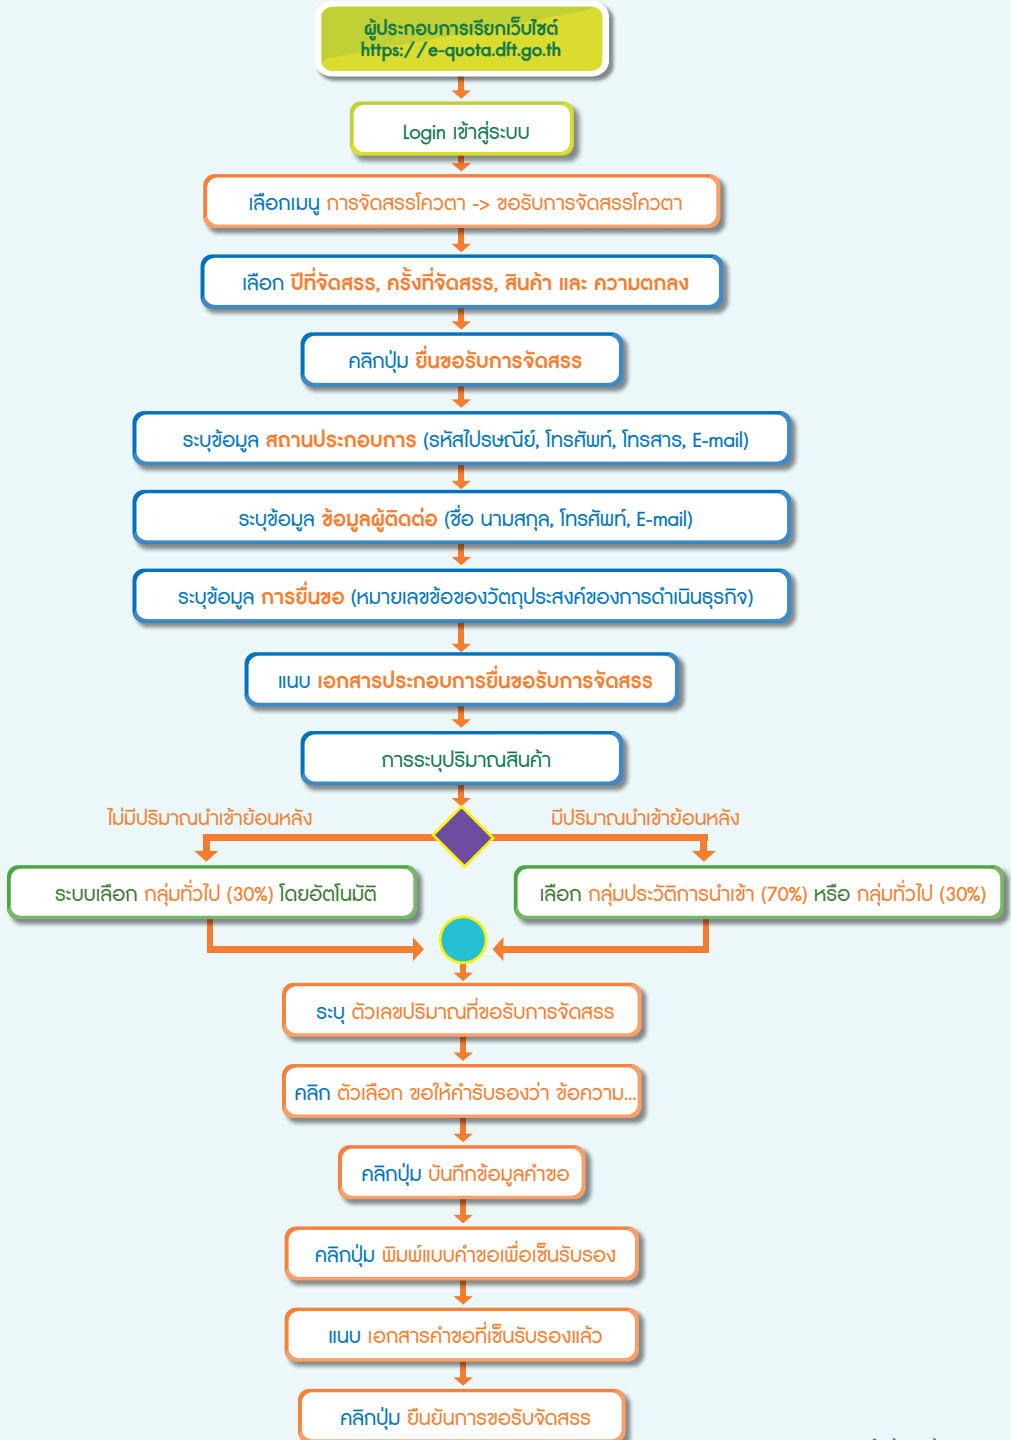 ผู้ประกอบการเรียกเว็บไซต์
https://e-quota.dft.go.th
Login เข้าสู่ระบบ
เลือกเมนู การจัดสรรโควตา -> ขอรับการจัดสรรโควตา
เลือก ปีที่จัดสรร, ครั้งที่จัดสรร, สินค้า และ ความตกลง
คลิกปุ่ม ยื่นขอรับการจัดสรร
ระบุข้อมูล สถานประกอบการ (รหัสไปรษณีย์, โทรศัพท์, โทรสาร, E-mail)
ระบุข้อมูล ข้อมูลผู้ติดต่อ (ชื่อ นามสกุล, โทรศัพท์, E-mail)
ระบุข้อมูล การยื่นขอ (หมายเลขข้อของวัตถุประสงค์ของการดำเนินธุรกิจ)
แนบ เอกสารประกอบการยื่นขอรับการจัดสรร
การระบุปริมาณสินค้า
ไม่มีปริมาณนำเข้าย้อนหลัง
มีปริมาณนำเข้าย้อนหลัง
ระบบเลือก กลุ่มทั่วไป (30%) โดยอัตโนมัติ
เลือก กลุ่มประวัติการนำเข้า (70%) หรือ กลุ่มทั่วไป (30%)
ระบุ ตัวเลขปริมาณที่ขอรับการจัดสรร
คลิก ตัวเลือก ขอให้คำรับรองว่า ข้อความ...
คลิกปุ่ม บันทึกข้อมูลคำขอ
คลิกปุ่ม พิมพ์แบบคำขอเพื่อเซ็นรับรอง
แนบ เอกสารคำขอที่เซ็นรับรองแล้ว
คลิกปุ่ม ยืนยันการขอรับจัดสรร